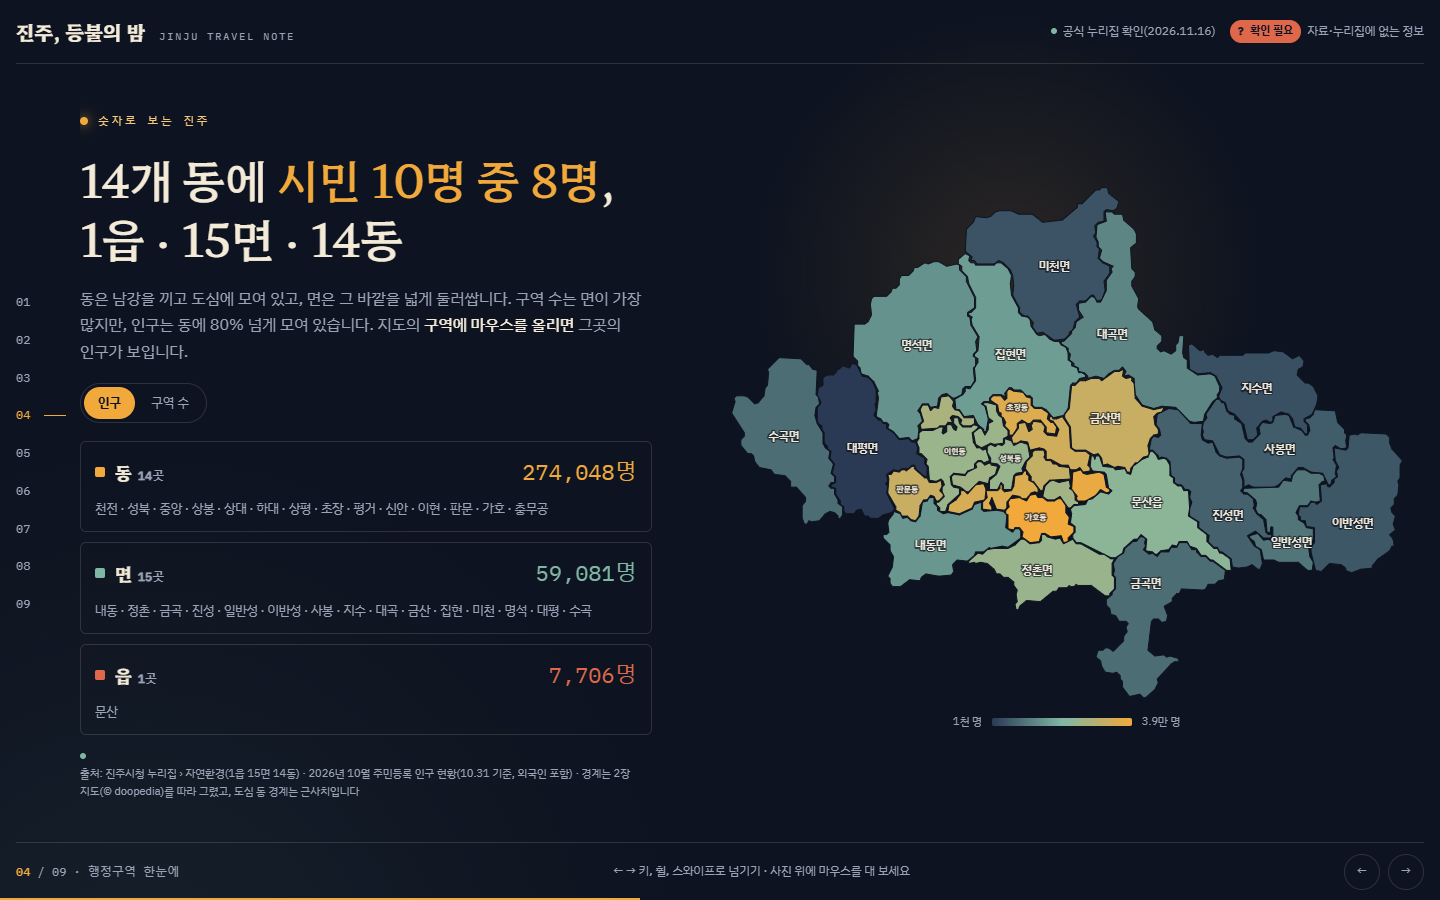 진주, 등불의 밤 JINJU TRAVEL NOTE
공식 누리집 확인(2026.11.16) ? 확인 필요 자료·누리집에 없는 정보
숫자로 보는 진주
14개 동에 시민 10명 중 8명,
1읍 · 15면 · 14동
동은 남강을 끼고 도심에 모여 있고, 면은 그 바깥을 넓게 둘러쌉니다. 구역 수는 면이 가장
많지만, 인구는 동에 80% 넘게 모여 있습니다. 지도의 구역에 마우스를 올리면 그곳의
인구가 보입니다.
인구 구역 수
동 14곳 274,048명
천전 · 성북 · 중앙 · 상봉 · 상대 · 하대 · 상평 · 초장 · 평거 · 신안 · 이현 · 판문 · 가호 · 충무공
면 15곳 59,081명
내동 · 정촌 · 금곡 · 진성 · 일반성 · 이반성 · 사봉 · 지수 · 대곡 · 금산 · 집현 · 미천 · 명석 · 대평 · 수곡
읍 1곳 7,706명
문산
출처: 진주시청 누리집 › 자연환경(1읍 15면 14동) · 2026년 10월 주민등록 인구 현황(10.31 기준, 외국인 포함) · 경계는 2장
지도(© doopedia)를 따라 그렸고, 도심 동 경계는 근사치입니다
01
02
03
04
05
06
07
08
09
미천면
대곡면
명석면
집현면
지수면
초장동
금산면
수곡면
대평면
이현동
성북동
사봉면
판문동
문산읍
가호동
진성면
이반성면
일반성면
내동면
정촌면
금곡면
1천 명 3.9만 명
04 / 09 · 행정구역 한눈에
← → 키, 휠, 스와이프로 넘기기 · 사진 위에 마우스를 대 보세요
← →